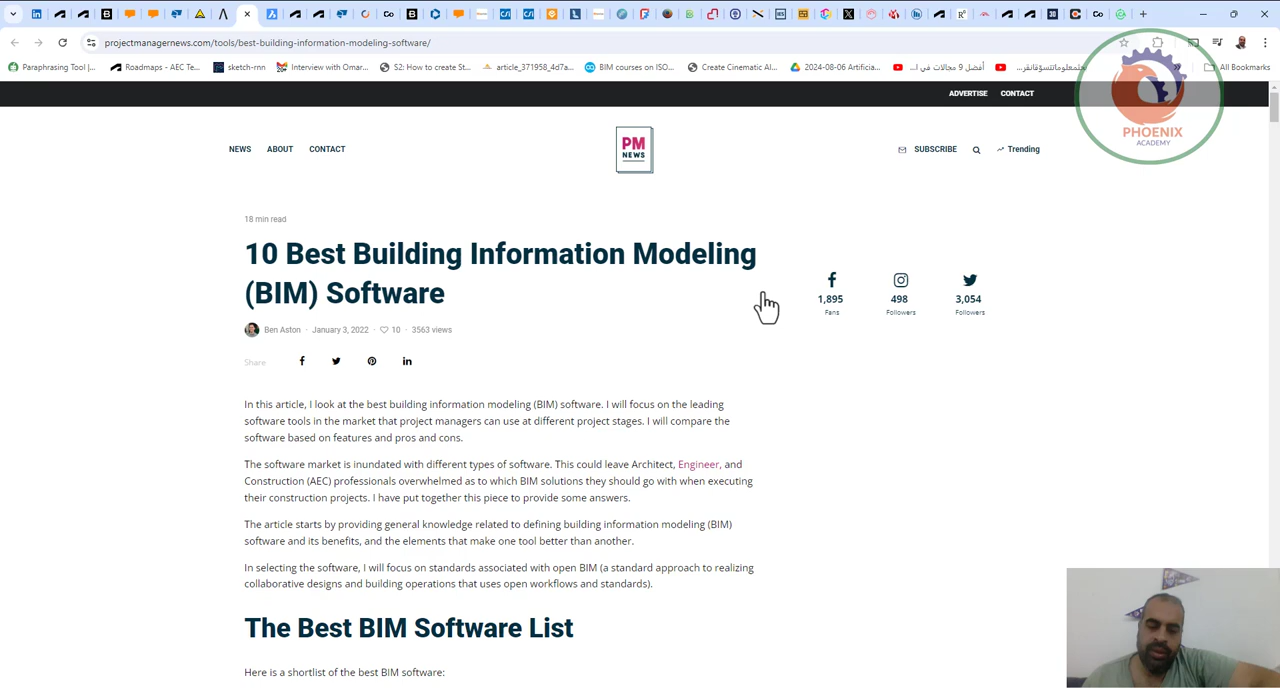 projectmanagernews.com/tools/best-building-information-modeling-software/
Paraphrasing Tool |...
Roadmaps - AEC Te...
sketch-rnn
Interview with Omar...
S2: How to Create St...
article_371958_4d7a...
BIM courses on ISO...
Create Cinematic AI...
2024-08-06 Artificia...
أفضل 9 مجالات في ا...
All Bookmarks
ADVERTISE
CONTACT
PHOENIX
ACADEMY
NEWS
ABOUT
CONTACT
PM
NEWS
SUBSCRIBE
Trending
18 min read
10 Best Building Information Modeling
(BIM) Software
1,895
Fans
498
Followers
3,054
Followers
Ben Aston · January 3, 2022 · 10 · 3563 views
Share
In this article, I look at the best building information modeling (BIM) software. I will focus on the leading
software tools in the market that project managers can use at different project stages. I will compare the
software based on features and pros and cons.
The software market is inundated with different types of software. This could leave Architect, Engineer, and
Construction (AEC) professionals overwhelmed as to which BIM solutions they should go with when executing
their construction projects. I have put together this piece to provide some answers.
The article starts by providing general knowledge related to defining building information modeling (BIM)
software and its benefits, and the elements that make one tool better than another.
In selecting the software, I will focus on standards associated with open BIM (a standard approach to realizing
collaborative designs and building operations that uses open workflows and standards).
The Best BIM Software List
Here is a shortlist of the best BIM software: